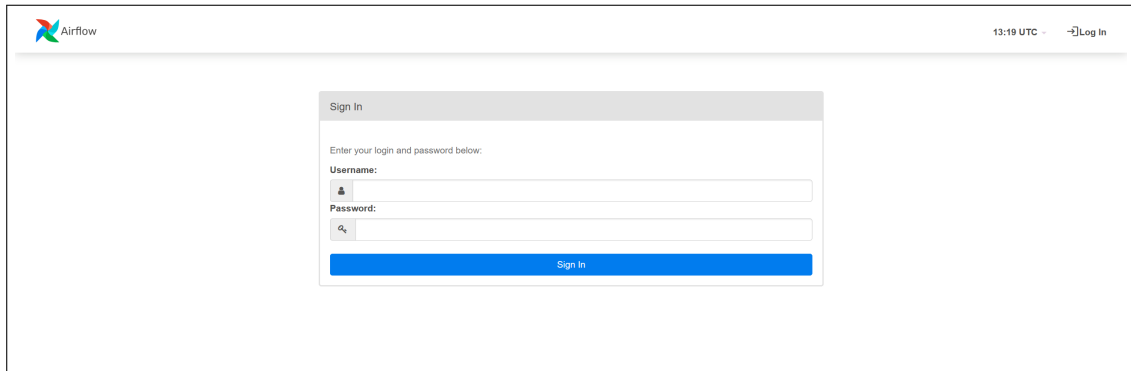 Airflow
13:19 UTC
Log In
Sign In
Enter your login and password below:
Username:
Password:
Sign In